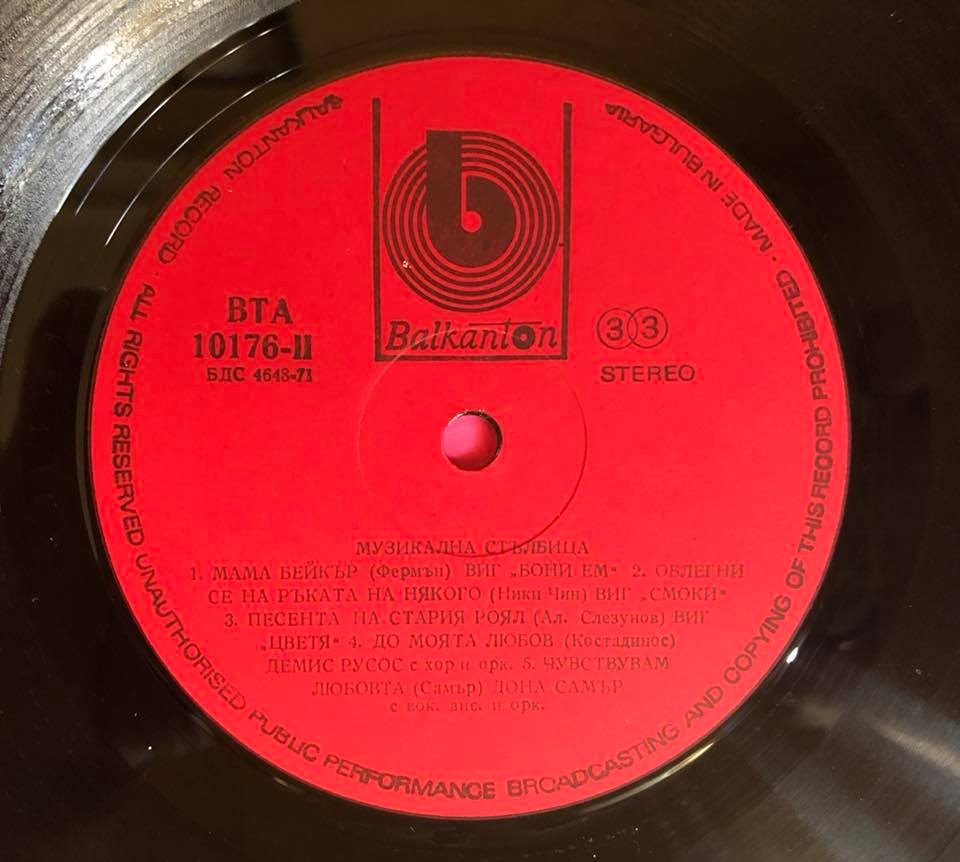 BALKANTON RECORD · ALL RIGHTS RESERVED UNAUTHORISED PUBLIC PERFORMANCE BROADCASTING AND COPYING OF THIS RECORD PROHIBITED · MADE IN BULGARIA
b
Balkanton
ВТА
10176-II
БДС 4648-71
33
STEREO
МУЗИКАЛНА СТЪЛБИЦА
1. МАМА БЕЙКЪР (Фермън) ВИГ „БОНИ ЕМ“ 2. ОБЛЕГНИ
СЕ НА РЪКАТА НА НЯКОГО (Ники Чин) ВИГ „СМОКИ“
3. ПЕСЕНТА НА СТАРИЯ РОЯЛ (Ал. Слезунов) ВИГ
„ЦВЕТЯ“ 4. ДО МОЯТА ЛЮБОВ (Костадинос)
ДЕМИС РУСОС с хор и орк. 5. ЧУВСТВУВАМ
ЛЮБОВТА (Самър) ДОНА САМЪР
с вок. анс. и орк.